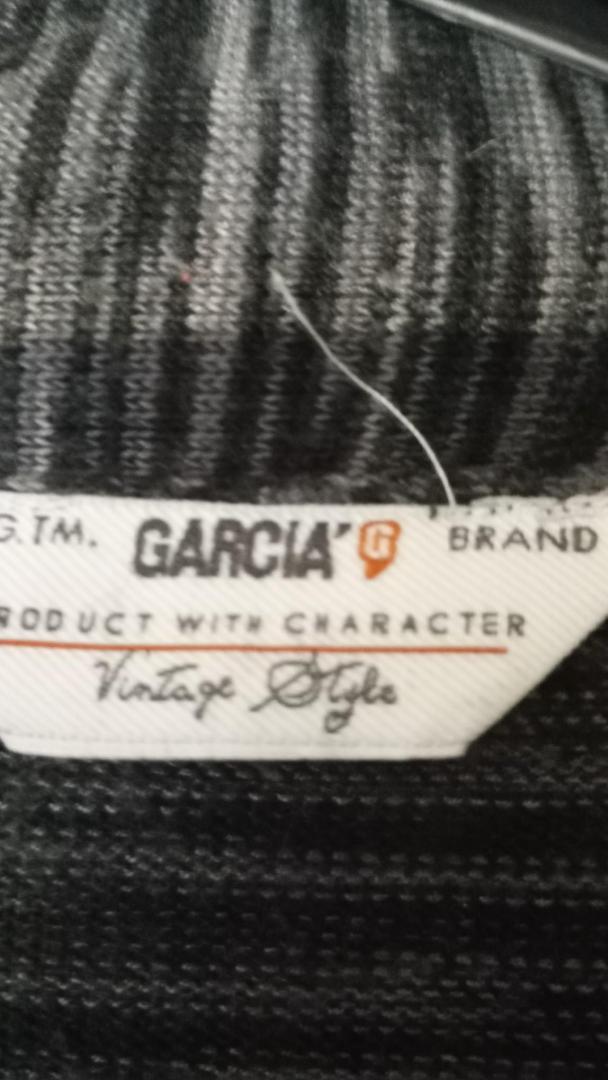 G.TM. GARCIA' G BRAND
RODUCT WITH CHARACTER
Vintage Style